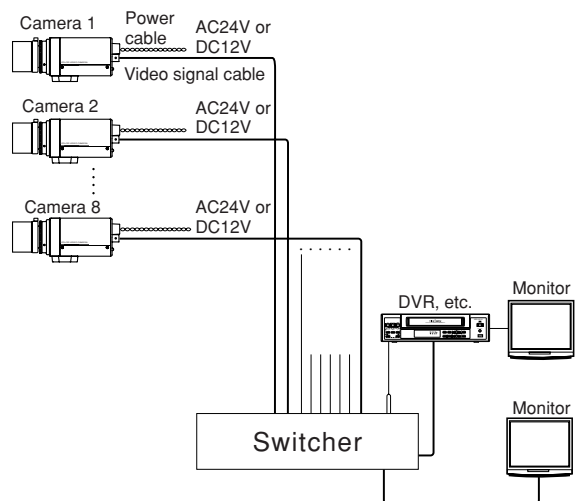 Camera 1
Power
cable
AC24V or
DC12V
Video signal cable
Camera 2
AC24V or
DC12V
Camera 8
AC24V or
DC12V
DVR, etc.
Monitor
Monitor
Switcher